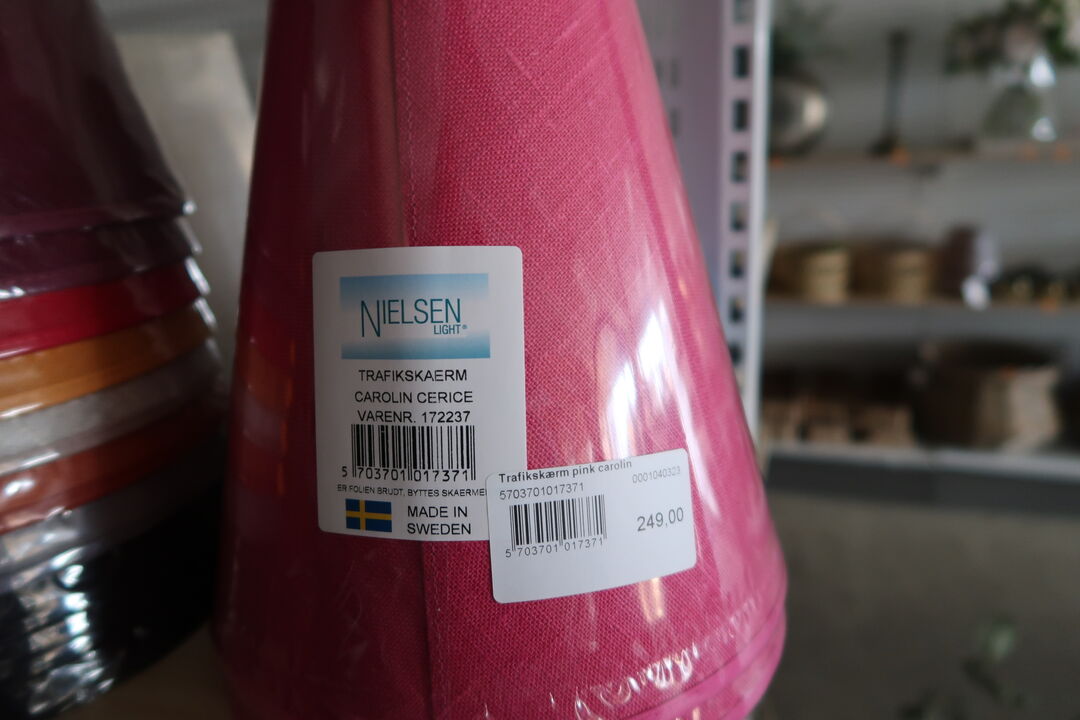 NIELSEN
LIGHT®
TRAFIKSKAERM
CAROLIN CERICE
VARENR. 172237
5 703701 017371
ER FOLIEN BRUDT, BYTTES SKAERME
MADE IN
SWEDEN
Trafikskærm pink carolin
0001040323
5703701017371
249,00
5 703701 017371